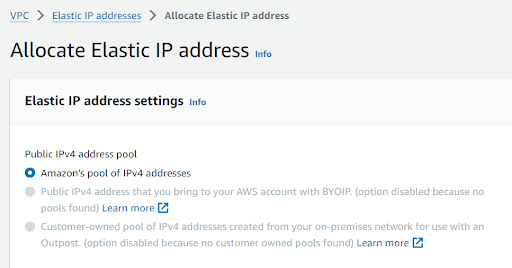 VPC > Elastic IP addresses > Allocate Elastic IP address
Allocate Elastic IP address Info
Elastic IP address settings Info
Public IPv4 address pool
Amazon's pool of IPv4 addresses
Public IPv4 address that you bring to your AWS account with BYOIP. (option disabled because no
pools found) Learn more
Customer-owned pool of IPv4 addresses created from your on-premises network for use with an
Outpost. (option disabled because no customer owned pools found) Learn more